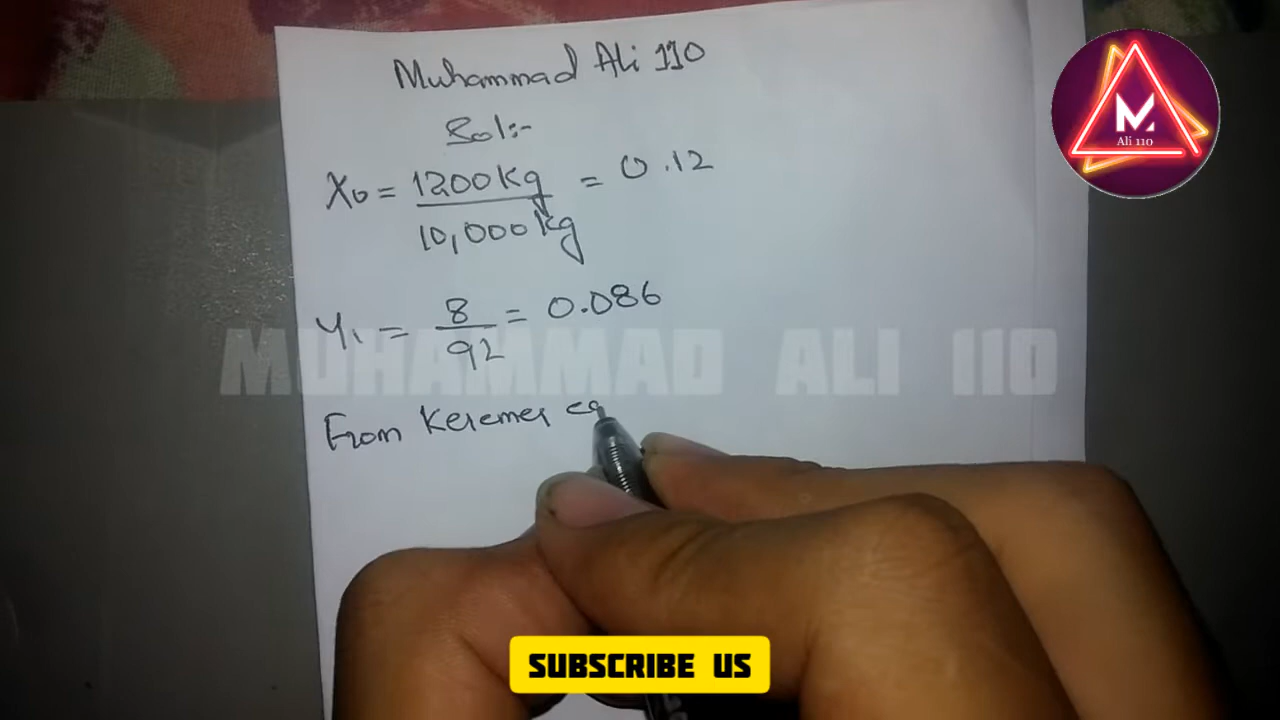 Muhammad Ali 110
Sol:-
X0 = 1200 Kg / 10,000 Kg = 0.12
Y1 = 8 / 92 = 0.086
From Keremer eq
MUHAMMAD ALI 110
M
Ali 110
SUBSCRIBE US